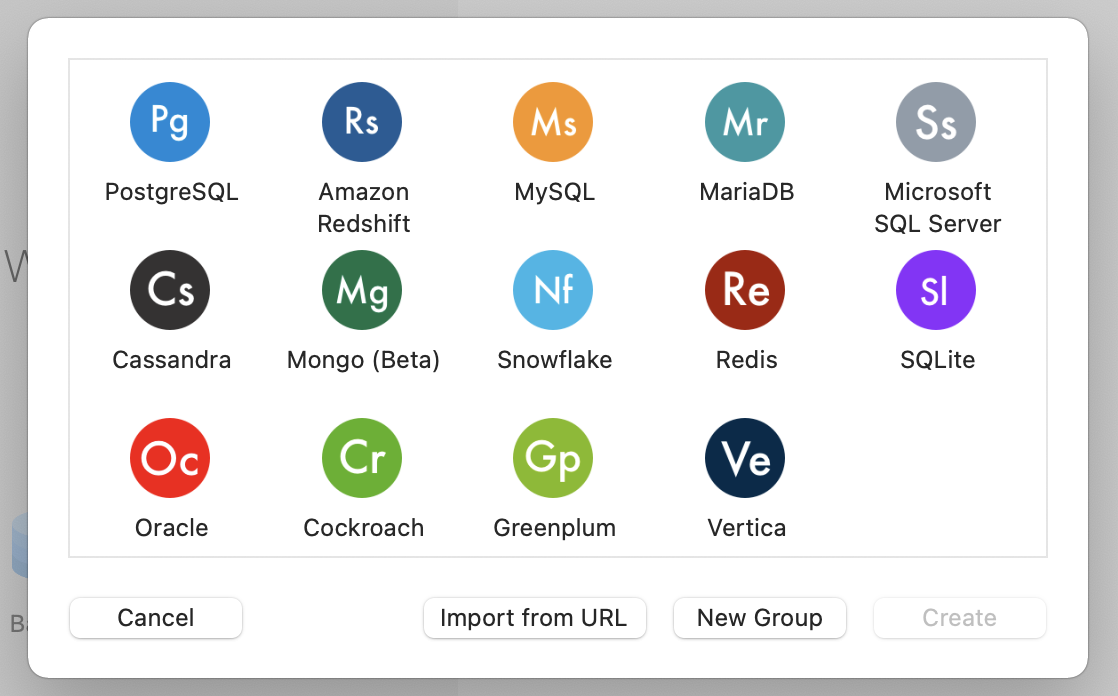 Pg Rs Ms Mr Ss
PostgreSQL Amazon Redshift MySQL MariaDB Microsoft SQL Server
Cs Mg Nf Re Sl
Cassandra Mongo (Beta) Snowflake Redis SQLite
Oc Cr Gp Ve
Oracle Cockroach Greenplum Vertica
Cancel Import from URL New Group Create